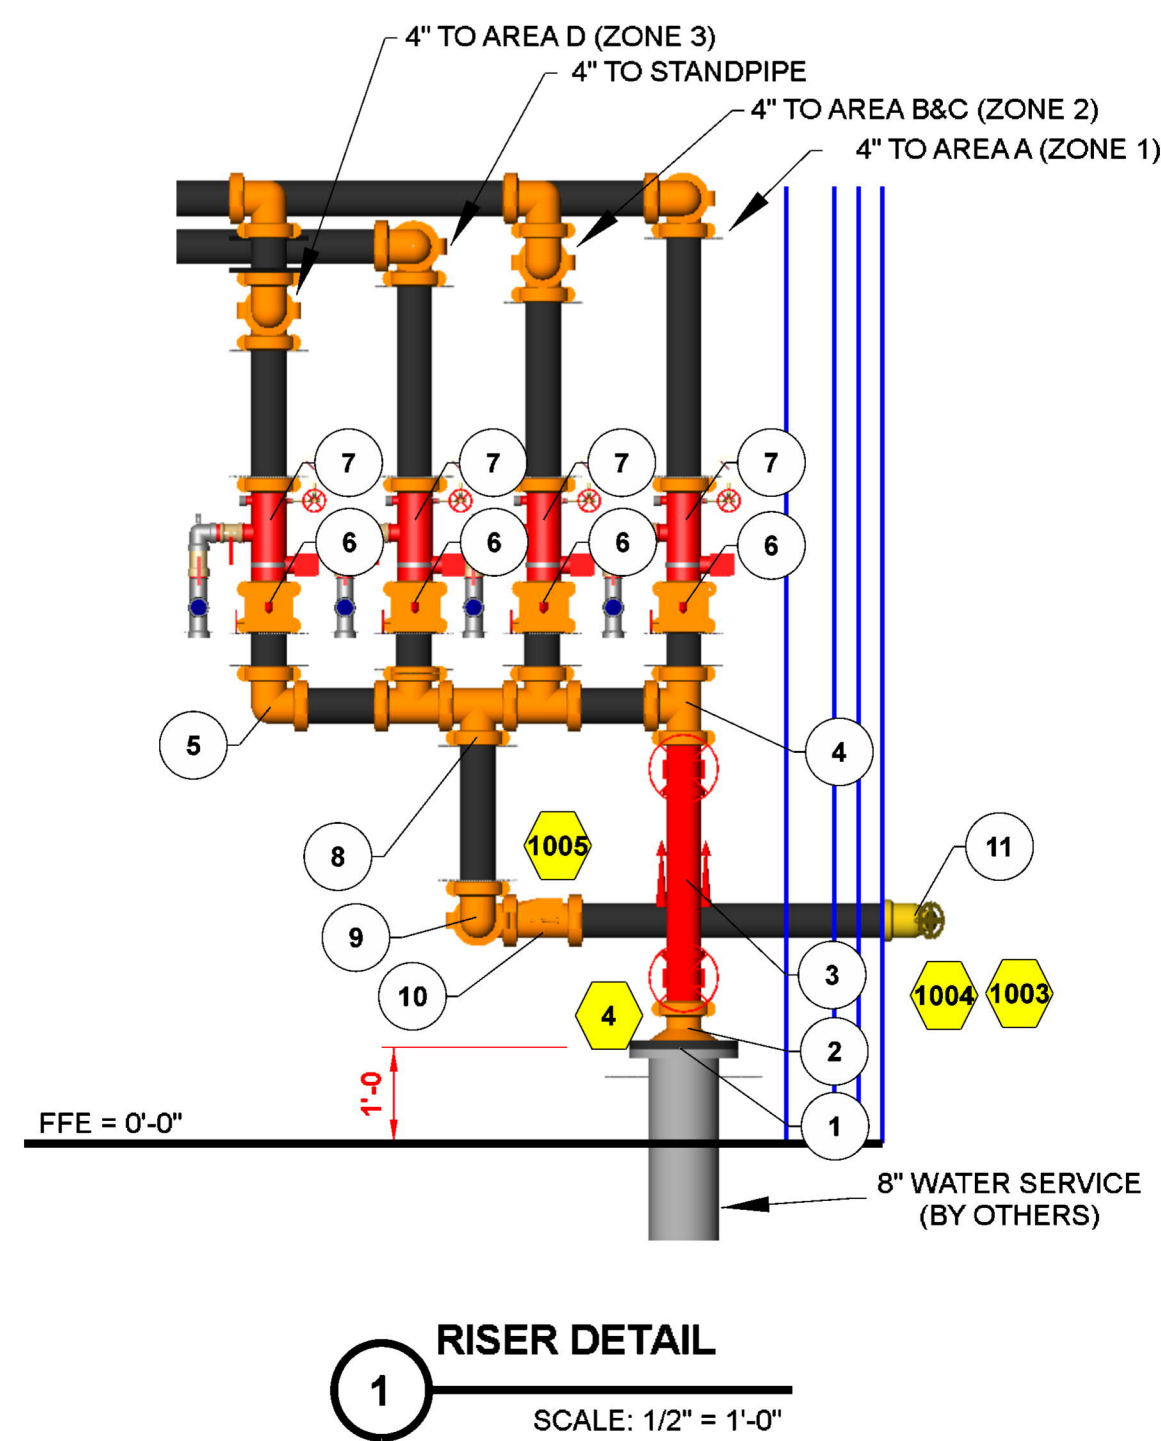 4" TO AREA D (ZONE 3)
4" TO STANDPIPE
4" TO AREA B&C (ZONE 2)
4" TO AREA A (ZONE 1)
7
7
7
7
6
6
6
6
5
4
8
1005
11
9
10
3
1004
1003
4
2
1'-0
1
FFE = 0'-0"
8" WATER SERVICE
(BY OTHERS)
RISER DETAIL
1
SCALE: 1/2" = 1'-0"